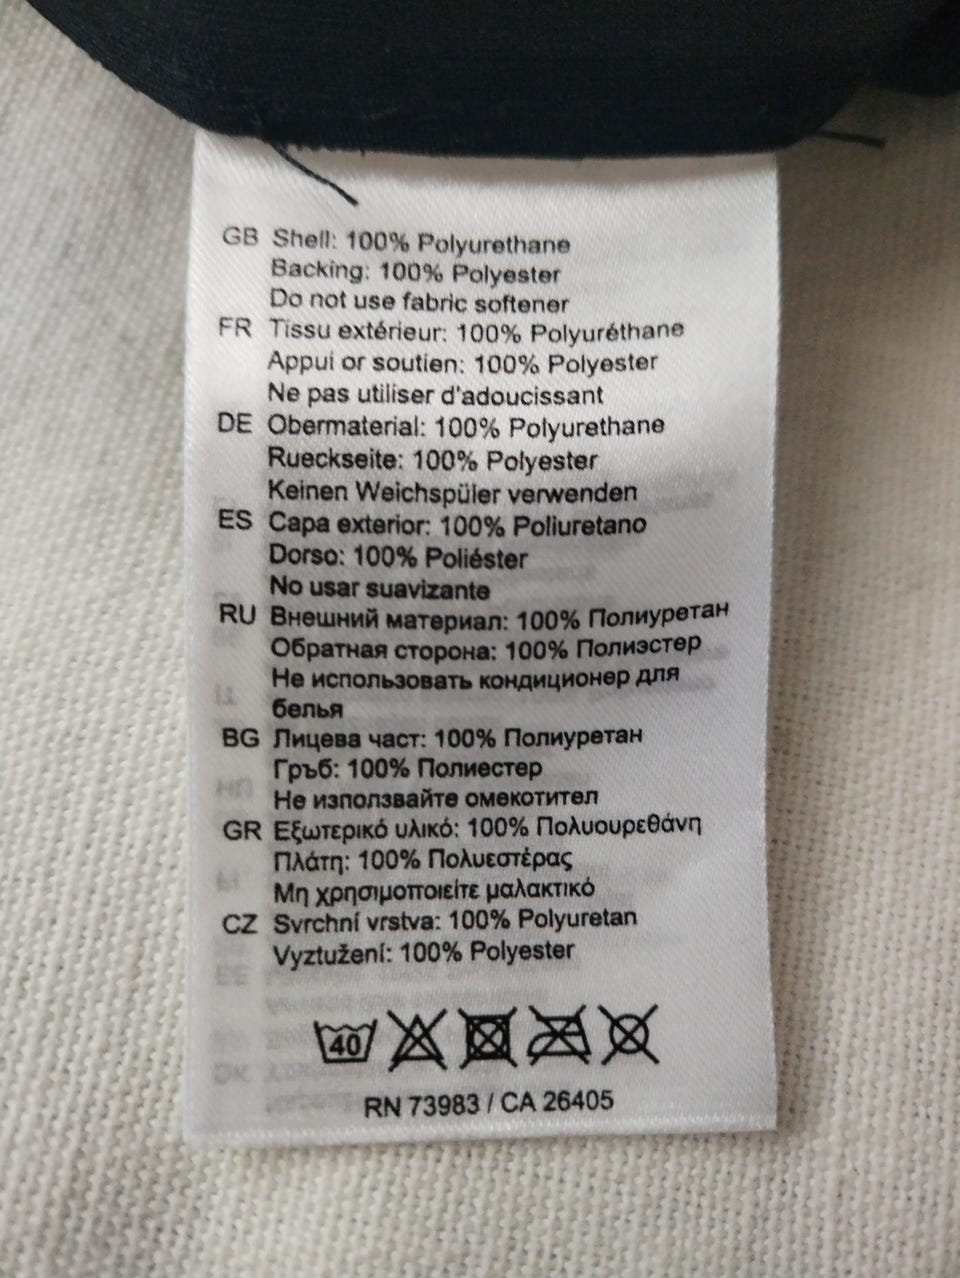 GB Shell: 100% Polyurethane
Backing: 100% Polyester
Do not use fabric softener
FR Tissu extérieur: 100% Polyuréthane
Appui or soutien: 100% Polyester
Ne pas utiliser d'adoucissant
DE Obermaterial: 100% Polyurethane
Rueckseite: 100% Polyester
Keinen Weichspüler verwenden
ES Capa exterior: 100% Poliuretano
Dorso: 100% Poliéster
No usar suavizante
RU Внешний материал: 100% Полиуретан
Обратная сторона: 100% Полиэстер
Не использовать кондиционер для
белья
BG Лицева част: 100% Полиуретан
Гръб: 100% Полиестер
Не използвайте омекотител
GR Εξωτερικό υλικό: 100% Πολυουρεθάνη
Πλάτη: 100% Πολυεστέρας
Μη χρησιμοποιείτε μαλακτικό
CZ Svrchní vrstva: 100% Polyuretan
Vyztužení: 100% Polyester
40
RN 73983 / CA 26405